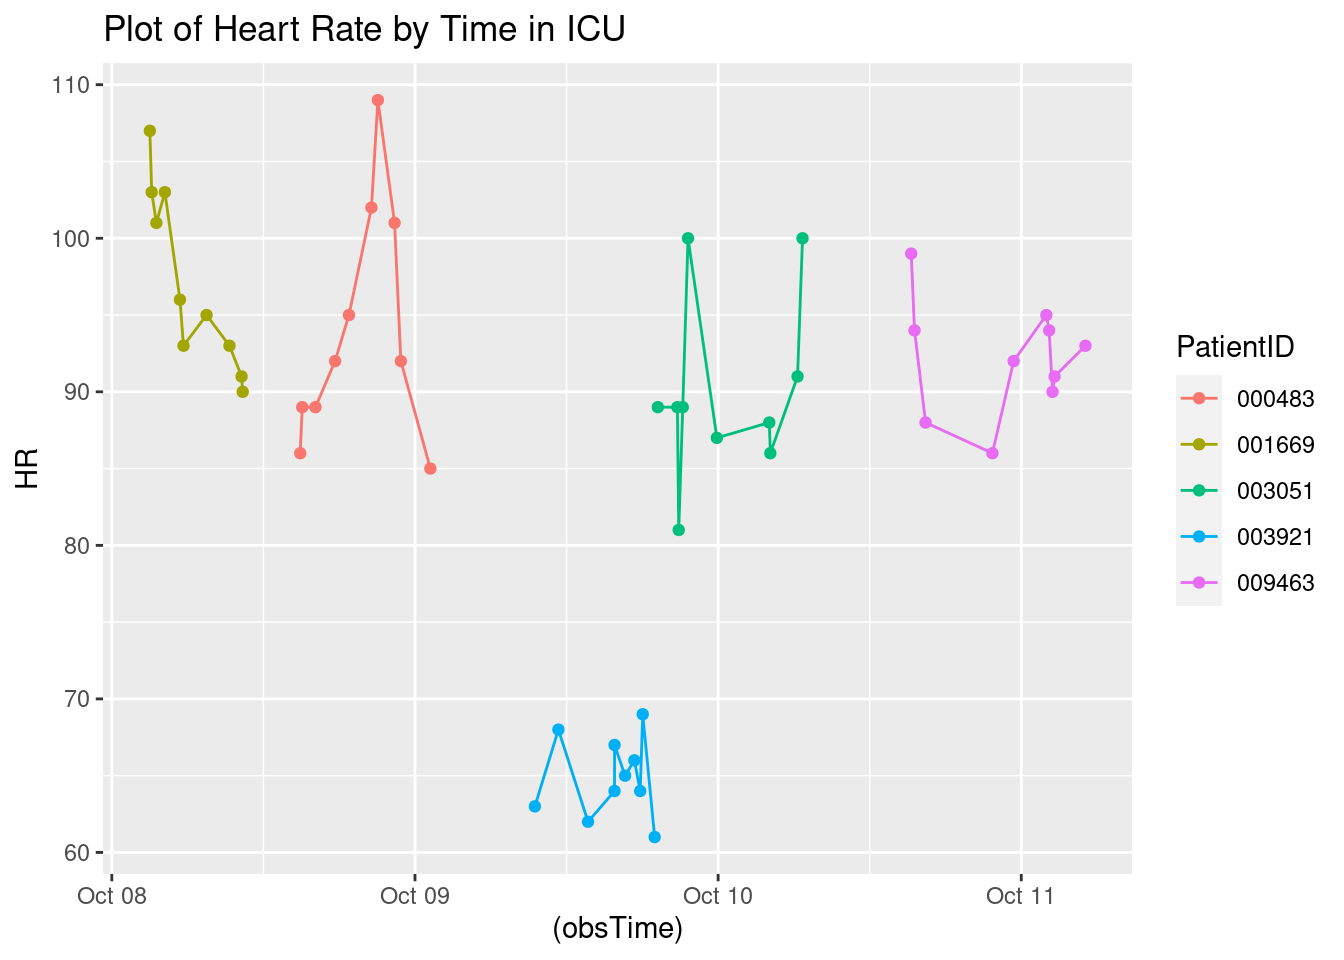 Plot of Heart Rate by Time in ICU
110
100
90
80
70
60
HR
Oct 08
Oct 09
Oct 10
Oct 11
(obsTime)
PatientID
000483
001669
003051
003921
009463